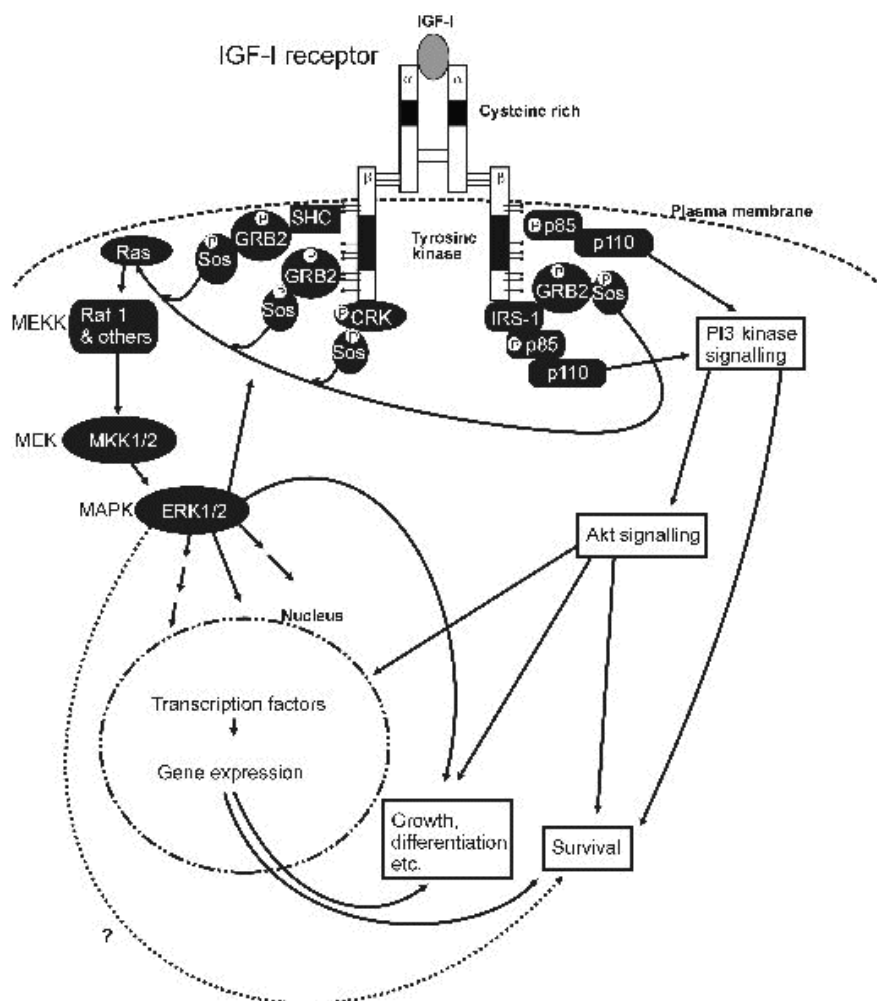 IGF-I
IGF-I receptor
α
α
Cysteine rich
β
β
Plasma membrane
SHC
P
GRB2
P
Sos
Ras
Tyrosine
kinase
P
p85
p110
P
GRB2
P
Sos
P
GRB2
P
Sos
MEKK
Raf 1
& others
P
CRK
P
Sos
IRS-1
P
p85
p110
PI3 kinase
signalling
MEK
MKK1/2
MAPK
ERK1/2
Akt signalling
Nucleus
Transcription factors
Gene expression
Growth,
differentiation
etc.
Survival
?